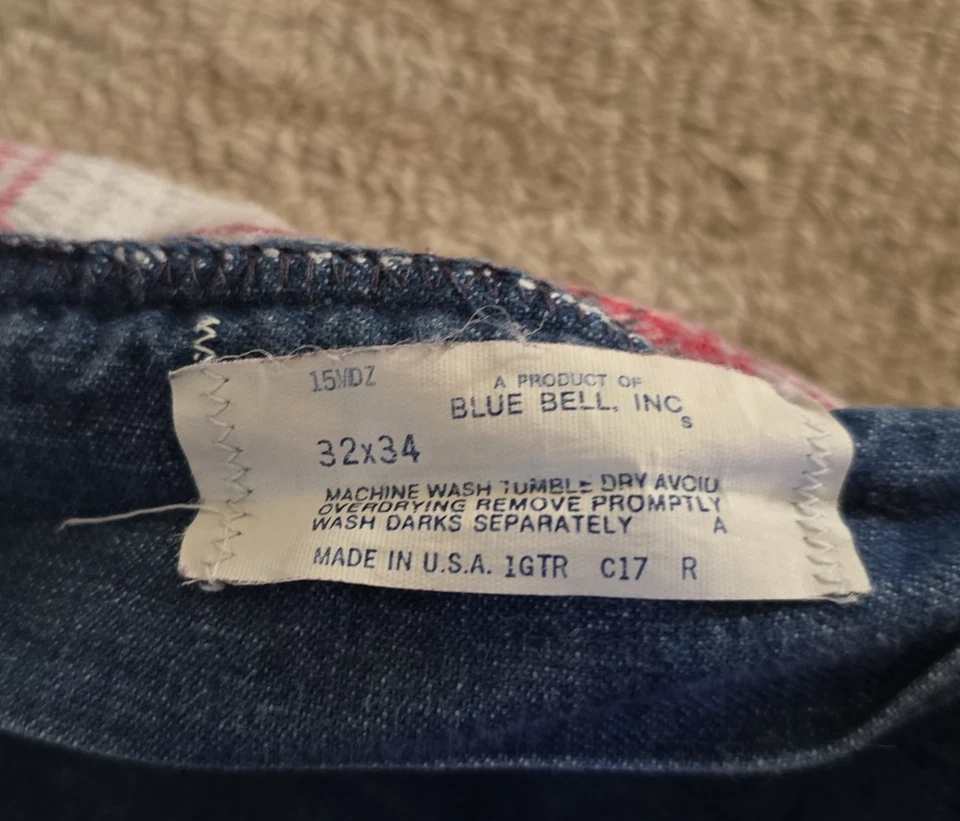 15MDZ
A PRODUCT OF
BLUE BELL, INC.
s
32x34
MACHINE WASH TUMBLE DRY AVOID
OVERDRYING REMOVE PROMPTLY
WASH DARKS SEPARATELY A
MADE IN U.S.A. 1GTR C17 R